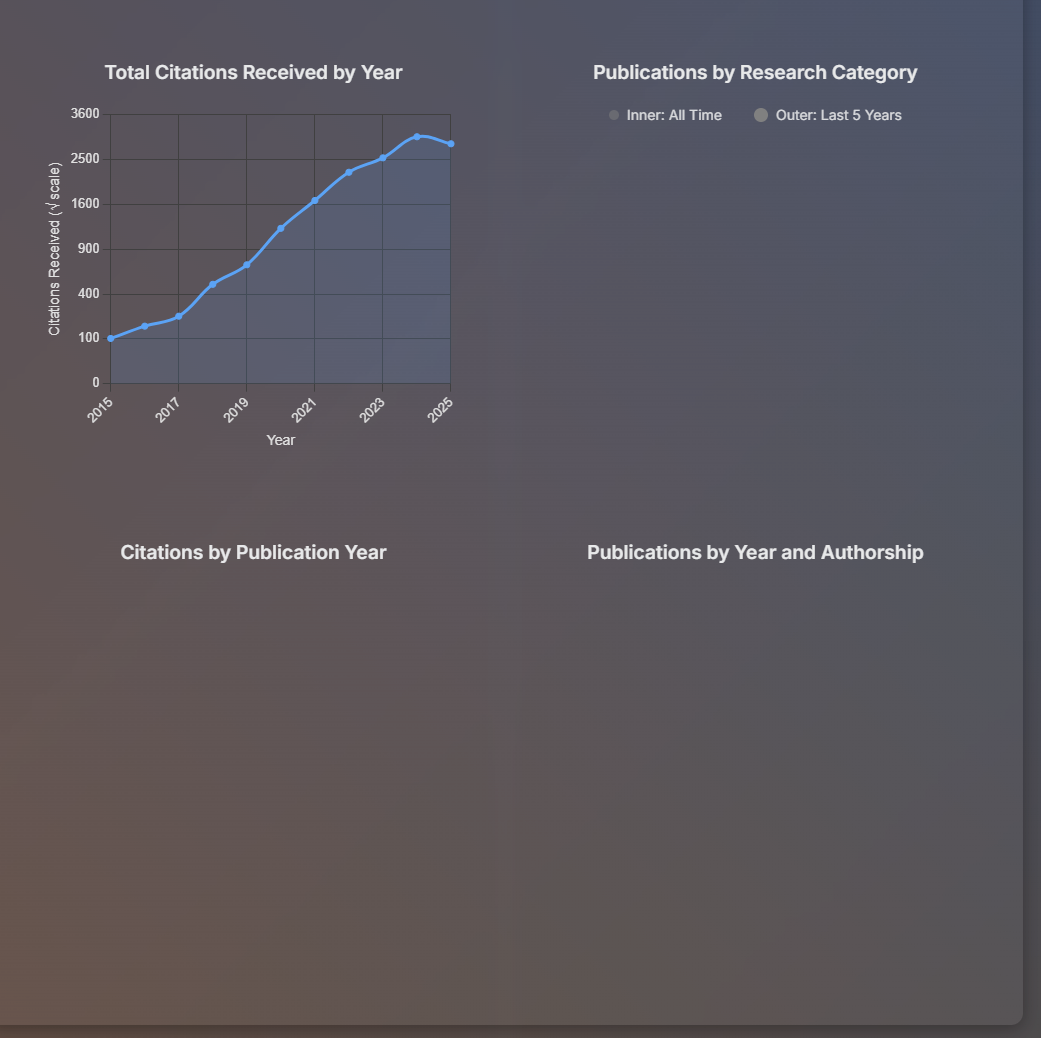 Total Citations Received by Year
3600
2500
1600
900
400
100
0
Citations Received (√ scale)
2015
2017
2019
2021
2023
2025
Year
Publications by Research Category
Inner: All Time
Outer: Last 5 Years
Citations by Publication Year
Publications by Year and Authorship